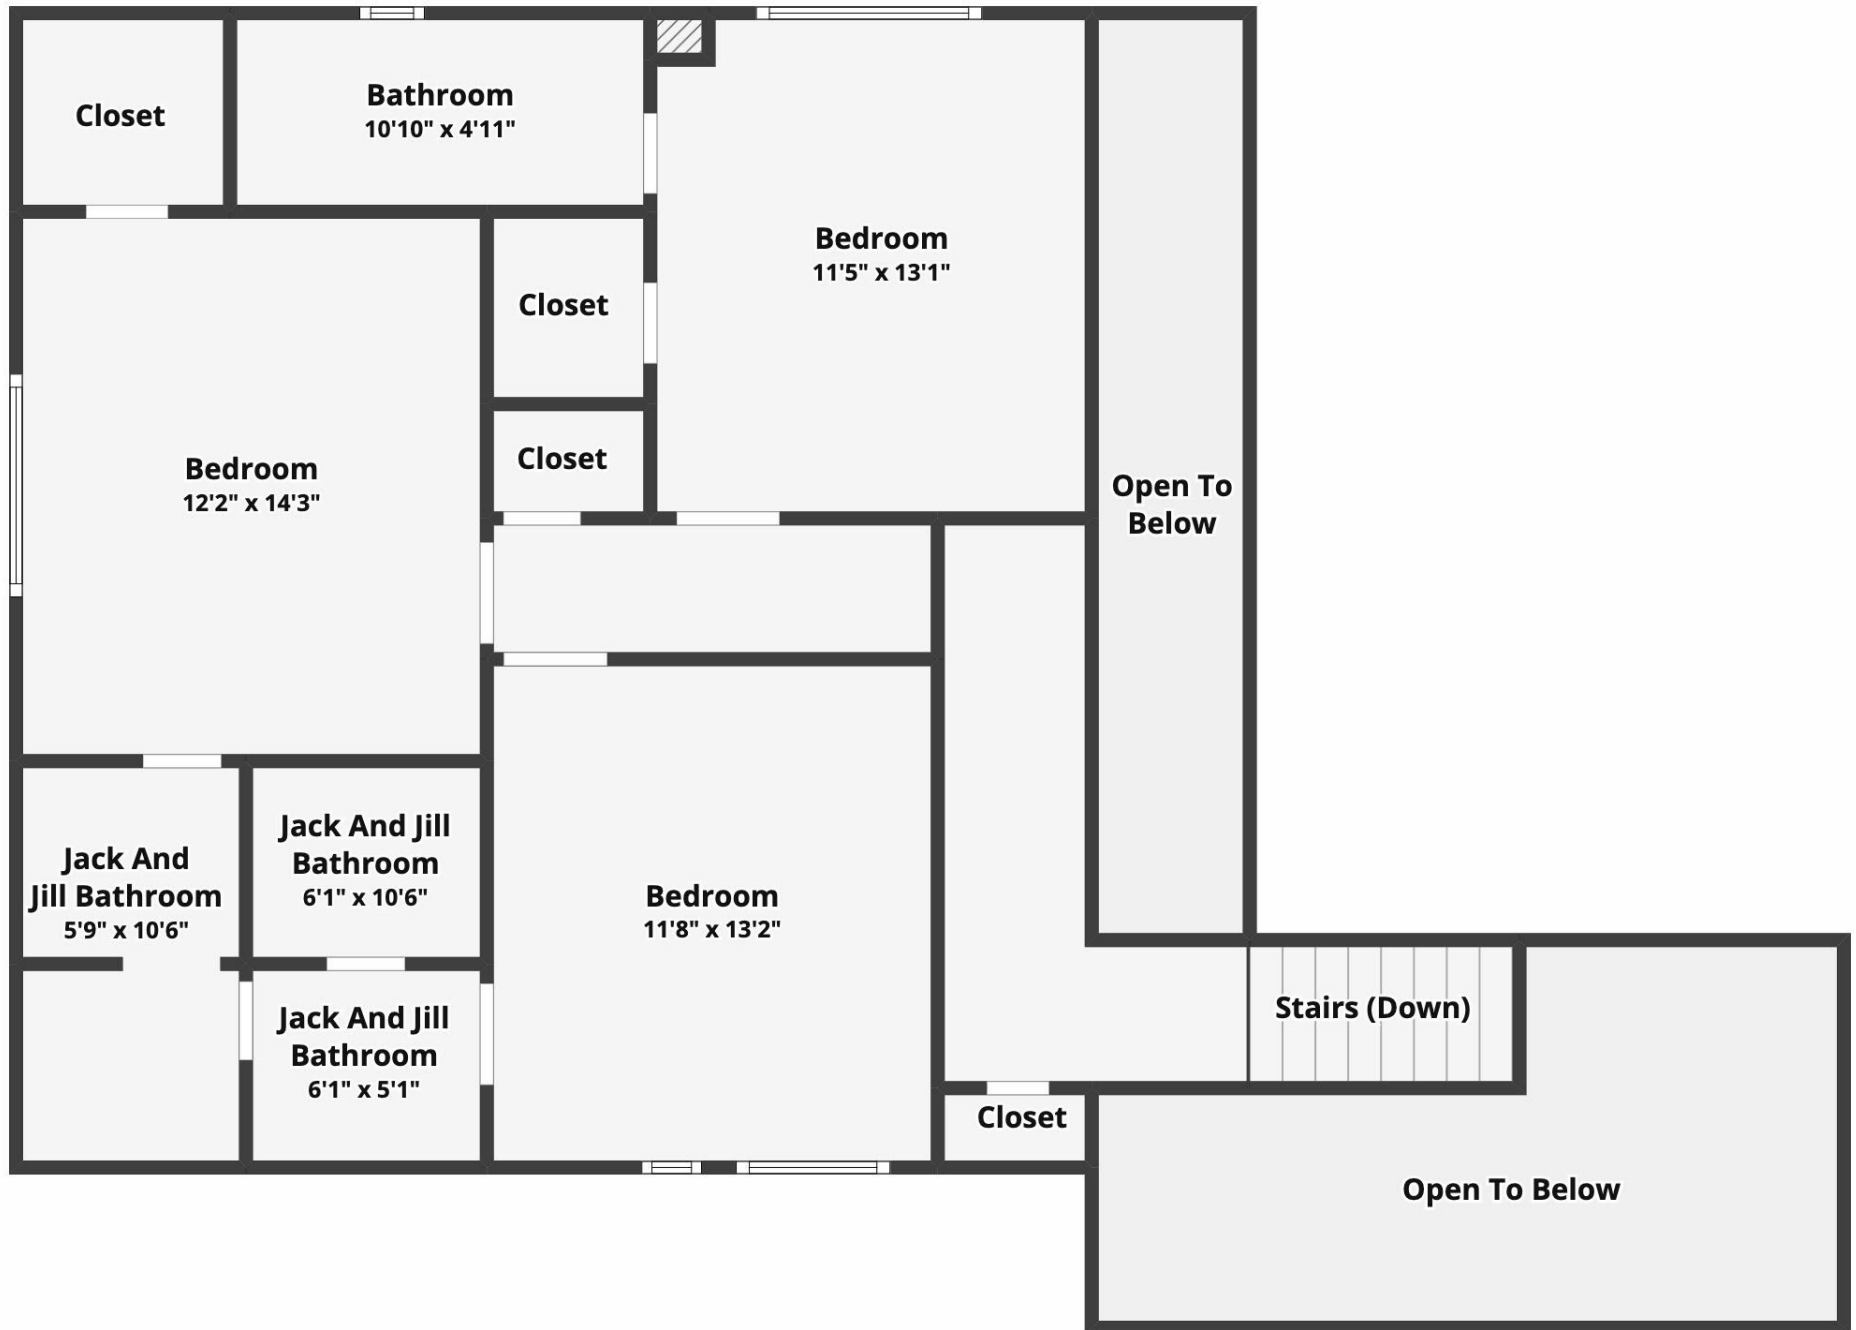 Closet
Bathroom
10'10" x 4'11"
Bedroom
11'5" x 13'1"
Closet
Closet
Bedroom
12'2" x 14'3"
Open To
Below
Jack And Jill
Bathroom
6'1" x 10'6"
Jack And
Jill Bathroom
5'9" x 10'6"
Bedroom
11'8" x 13'2"
Jack And Jill
Bathroom
6'1" x 5'1"
Stairs (Down)
Closet
Open To Below